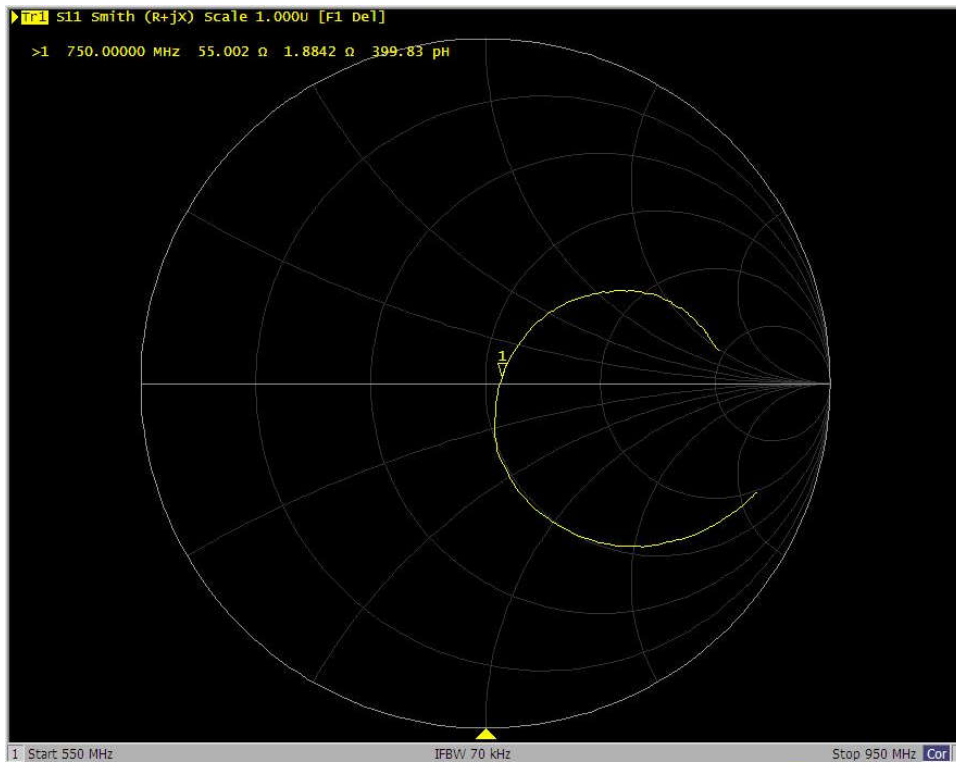 Tr1 S11 Smith (R+jX) Scale 1.000U [F1 Del]
>1 750.00000 MHz 55.002 Ω 1.8842 Ω 399.83 pH
1
1 Start 550 MHz IFBW 70 kHz Stop 950 MHz Cor